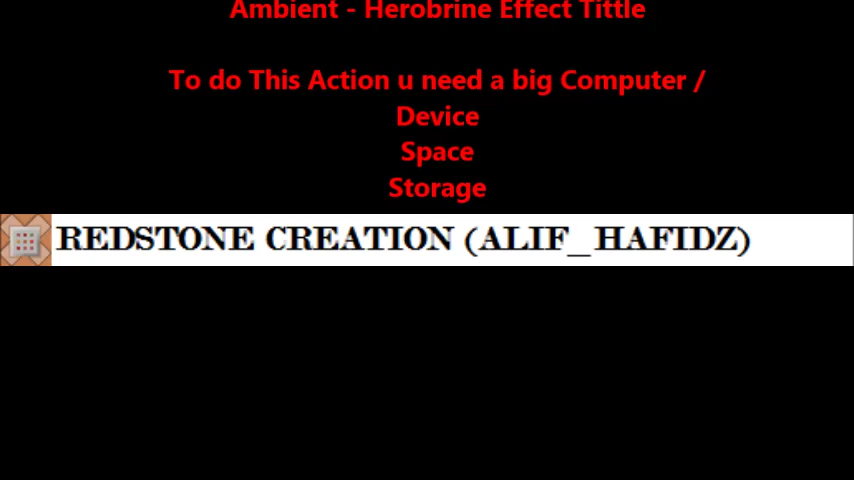 Ambient - Herobrine Effect Tittle
To do This Action u need a big Computer /
Device
Space
Storage
REDSTONE CREATION (ALIF_HAFIDZ)